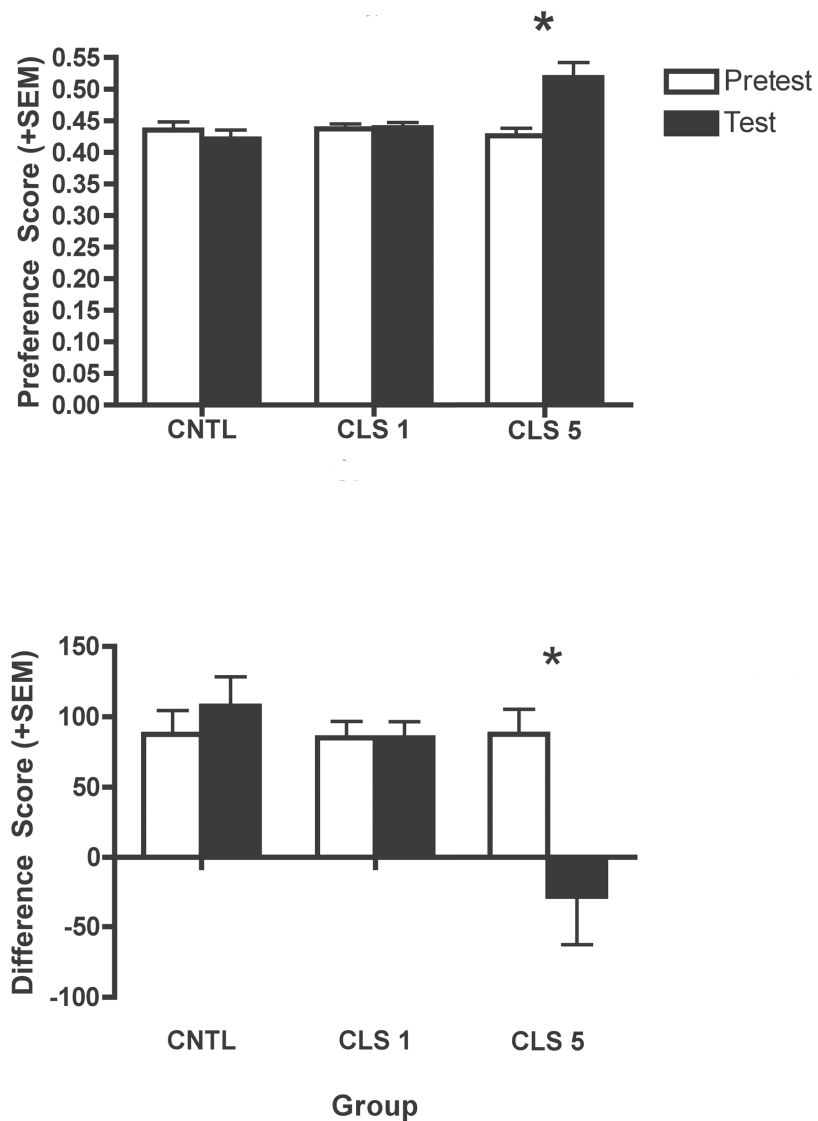 *
Preference Score (+SEM)
0.55
0.50
0.45
0.40
0.35
0.30
0.25
0.20
0.15
0.10
0.05
0.00
CNTL
CLS 1
CLS 5
Pretest
Test
Difference Score (+SEM)
150
100
50
0
-50
-100
*
CNTL
CLS 1
CLS 5
Group